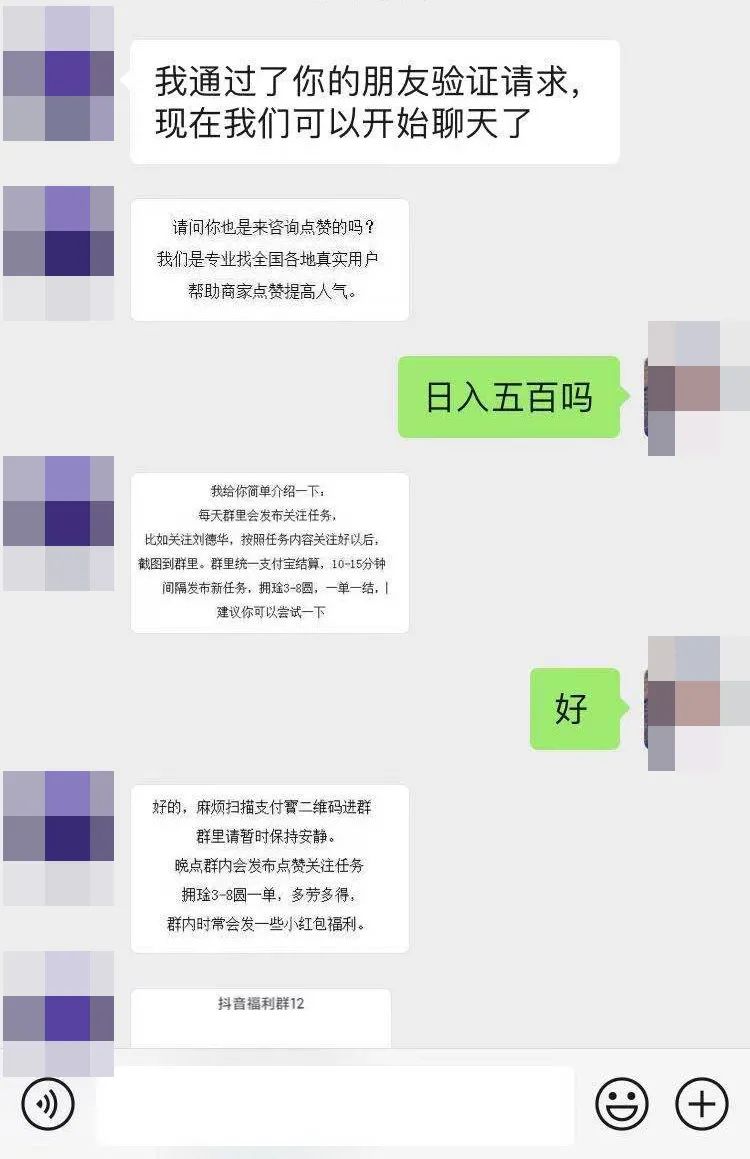 我通过了你的朋友验证请求，
现在我们可以开始聊天了
请问你也是来咨询点赞的吗？
我们是专业找全国各地真实用户
帮助商家点赞提高人气。
日入五百吗
我给你简单介绍一下：
每天群里会发布关注任务，
比如关注刘德华，按照任务内容关注好以后，
截图到群里。群里统一支付宝结算，10-15分钟
间隔发布新任务，拥琻3-8圆，一单一结，|
建议你可以尝试一下
好
好的，麻烦扫描支付寳二维码进群
群里请暂时保持安静。
晚点群内会发布点赞关注任务
拥琻3-8圆一单，多劳多得，
群内时常会发一些小红包福利。
抖音福利群12